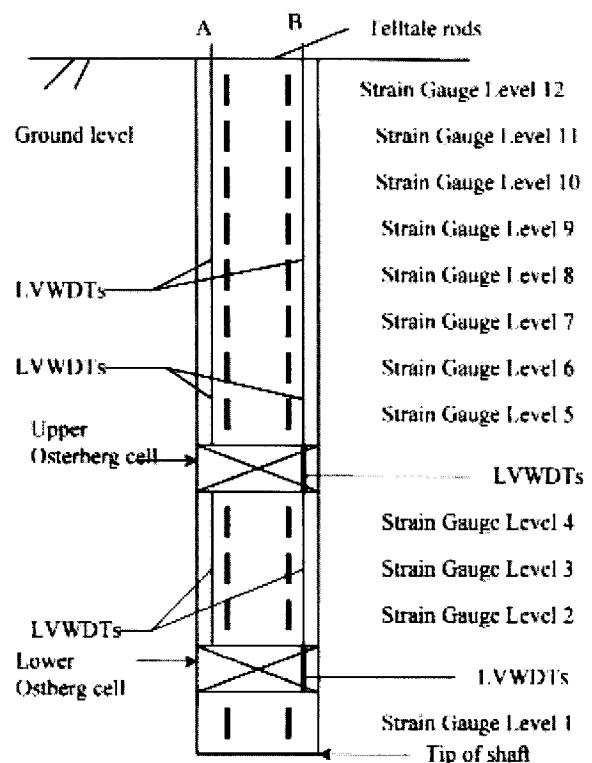 A
B
Telltale rods
Strain Gauge Level 12
Ground level
Strain Gauge Level 11
Strain Gauge Level 10
Strain Gauge Level 9
LVWDTs
Strain Gauge Level 8
Strain Gauge Level 7
LVWDTs
Strain Gauge Level 6
Strain Gauge Level 5
Upper
Osterberg cell
LVWDTs
Strain Gauge Level 4
Strain Gauge Level 3
Strain Gauge Level 2
LVWDTs
Lower
Ostberg cell
LVWDTs
Strain Gauge Level 1
Tip of shaft